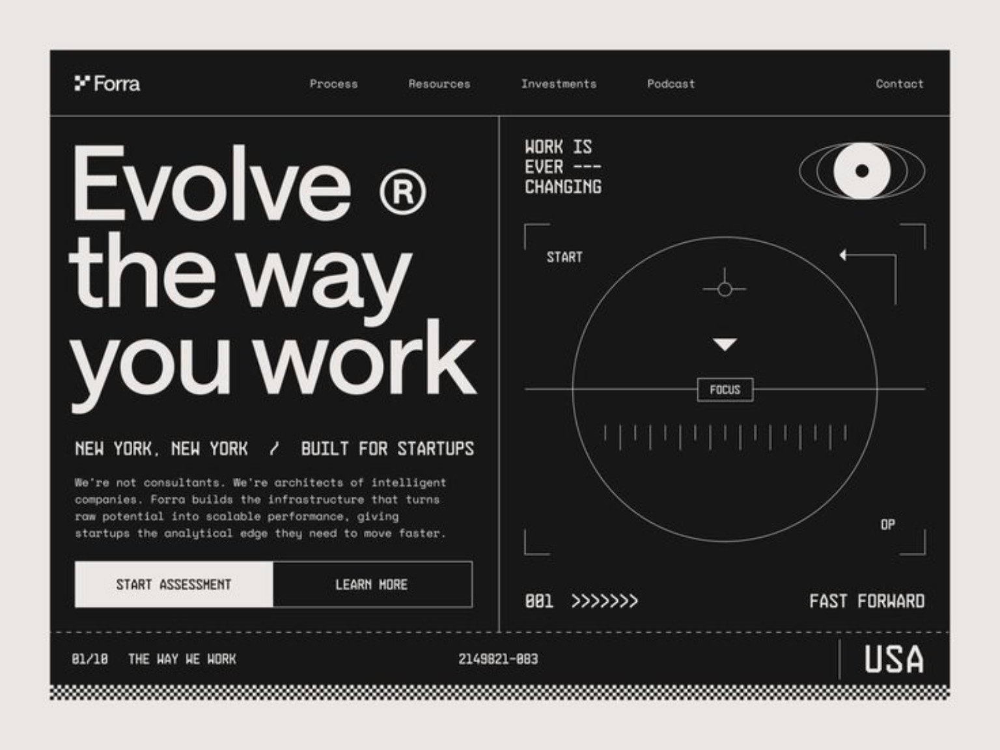 Forra
Process
Resources
Investments
Podcast
Contact
Evolve ®
the way
you work
NEW YORK, NEW YORK / BUILT FOR STARTUPS
We're not consultants. We're architects of intelligent
companies. Forra builds the infrastructure that turns
raw potential into scalable performance, giving
startups the analytical edge they need to move faster.
START ASSESSMENT
LEARN MORE
WORK IS
EVER ---
CHANGING
START
FOCUS
OP
001 >>>>>>>
FAST FORWARD
01/10 THE WAY WE WORK
2149821-083
USA